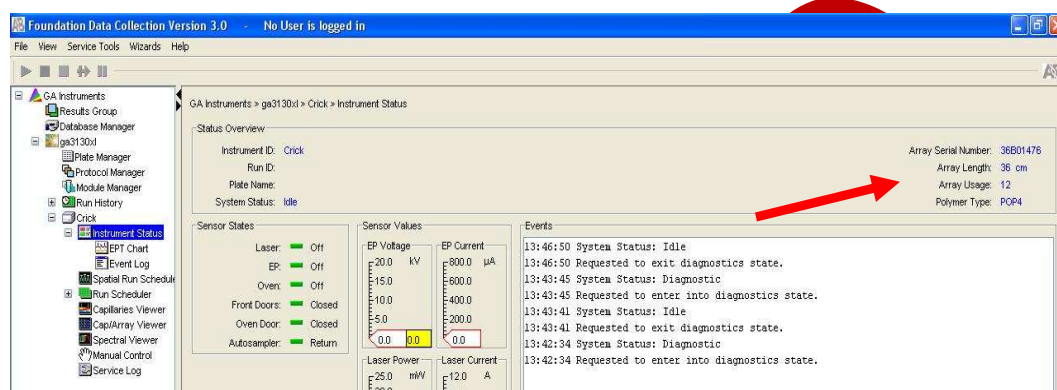 Foundation Data Collection Version 3.0 - No User is logged in
File View Service Tools Wizards Help
GA Instruments
Results Group
Database Manager
ga3130xl
Plate Manager
Protocol Manager
Module Manager
Run History
Crick
Instrument Status
EPT Chart
Event Log
Spatial Run Schedule
Run Scheduler
Capillaries Viewer
Cap/Array Viewer
Spectral Viewer
Manual Control
Service Log
GA Instruments > ga3130xl > Crick > Instrument Status
Status Overview
Instrument ID: Crick
Run ID:
Plate Name:
System Status: Idle
Array Serial Number: 36B01476
Array Length: 36 cm
Array Usage: 12
Polymer Type: POP4
Sensor States
Laser: Off
EP: Off
Oven: Off
Front Doors: Closed
Oven Door: Closed
Autosampler: Return
Sensor Values
EP Voltage
20.0 kV
15.0
10.0
5.0
0.0 0.0
EP Current
800.0 µA
600.0
400.0
200.0
0.0
Laser Power
25.0 mW
Laser Current
12.0 A
Events
13:46:50 System Status: Idle
13:46:50 Requested to exit diagnostics state.
13:43:45 System Status: Diagnostic
13:43:45 Requested to enter into diagnostics state.
13:43:41 System Status: Idle
13:43:41 Requested to exit diagnostics state.
13:42:34 System Status: Diagnostic
13:42:34 Requested to enter into diagnostics state.